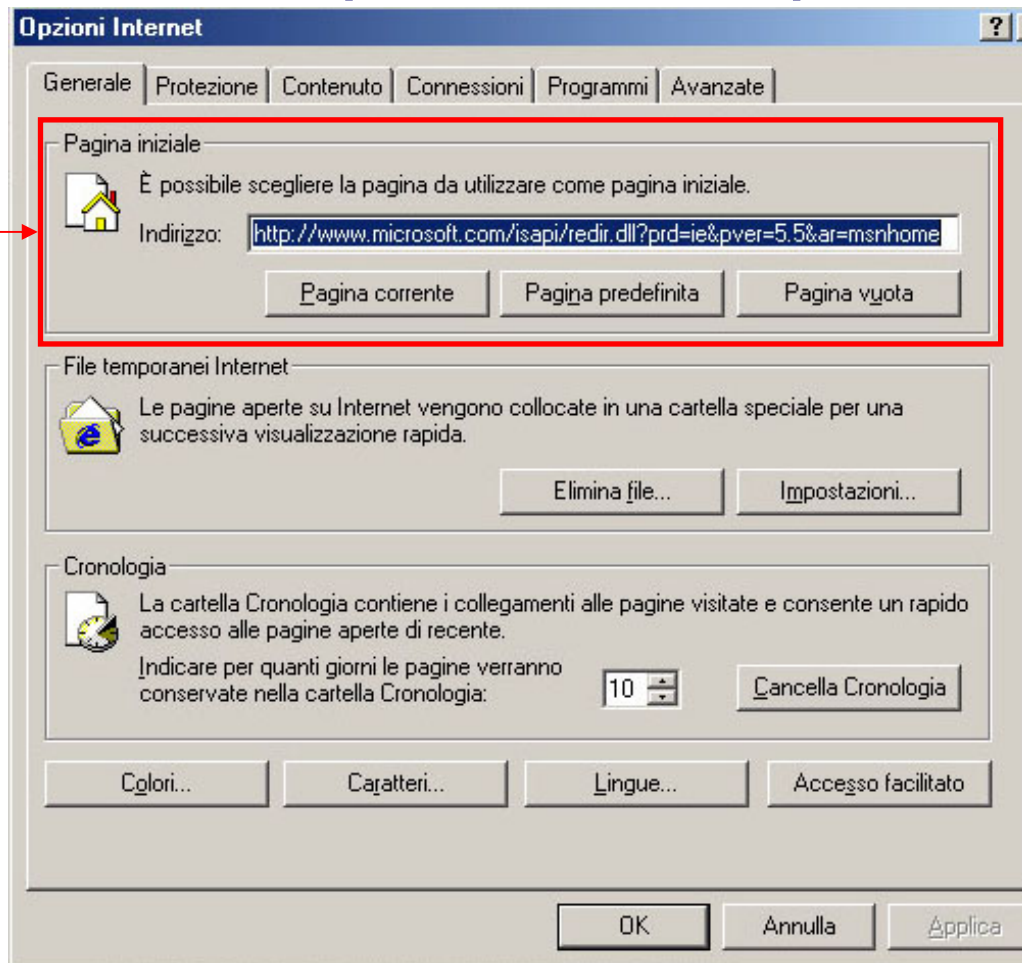 Opzioni Internet
Generale Protezione Contenuto Connessioni Programmi Avanzate
Pagina iniziale
È possibile scegliere la pagina da utilizzare come pagina iniziale.
Indirizzo: http://www.microsoft.com/isapi/redir.dll?prd=ie&pver=5.5&ar=msnhome
Pagina corrente Pagina predefinita Pagina vuota
File temporanei Internet
Le pagine aperte su Internet vengono collocate in una cartella speciale per una
successiva visualizzazione rapida.
Elimina file... Impostazioni...
Cronologia
La cartella Cronologia contiene i collegamenti alle pagine visitate e consente un rapido
accesso alle pagine aperte di recente.
Indicare per quanti giorni le pagine verranno
conservate nella cartella Cronologia: 10 Cancella Cronologia
Colori... Caratteri... Lingue... Accesso facilitato
OK Annulla Applica